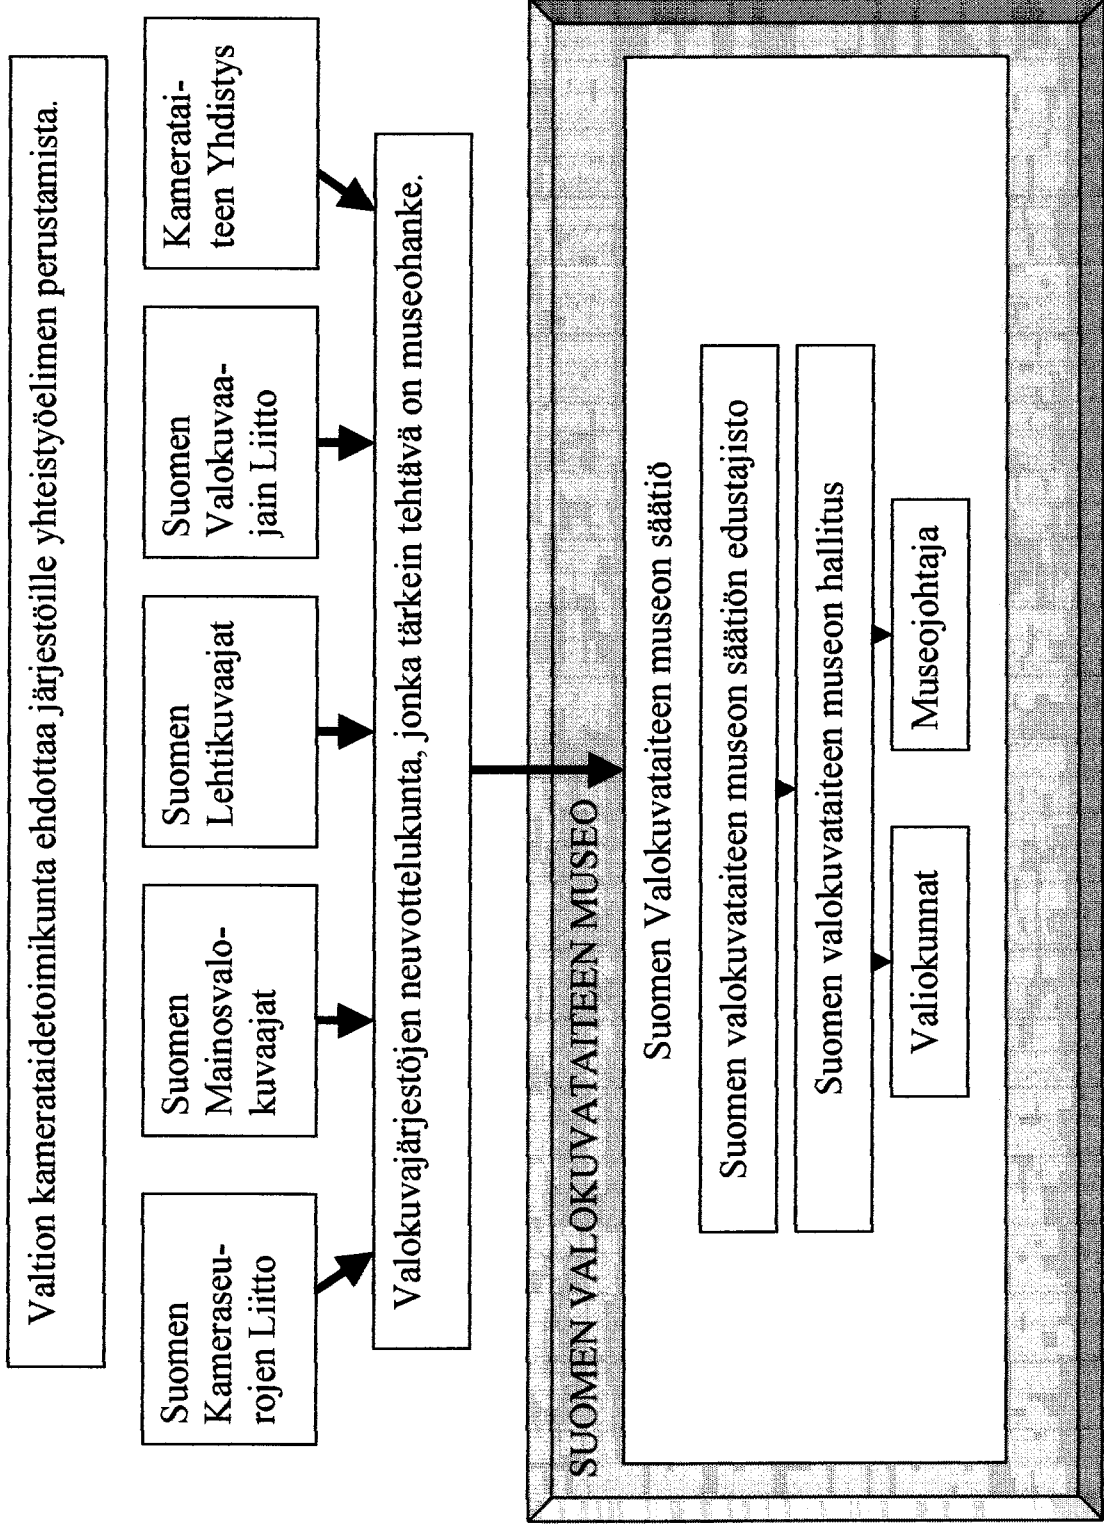 Valtion kamerataidetoimikunta ehdottaa järjestöille yhteistyöelimen perustamista.
Suomen
Kameraseu-
rojen Liitto
Suomen
Mainosvalo-
kuvaajat
Suomen
Lehtikuvaajat
Suomen
Valokuvaa-
jain Liitto
Kameratai-
teen Yhdistys
Valokuvajärjestöjen neuvottelukunta, jonka tärkein tehtävä on museohanke.
SUOMEN VALOKUVATAITEEN MUSEO
Suomen Valokuvataiteen museon säätiö
Suomen valokuvataiteen museon säätiön edustajisto
Suomen valokuvataiteen museon hallitus
Valiokunnat
Museojohtaja